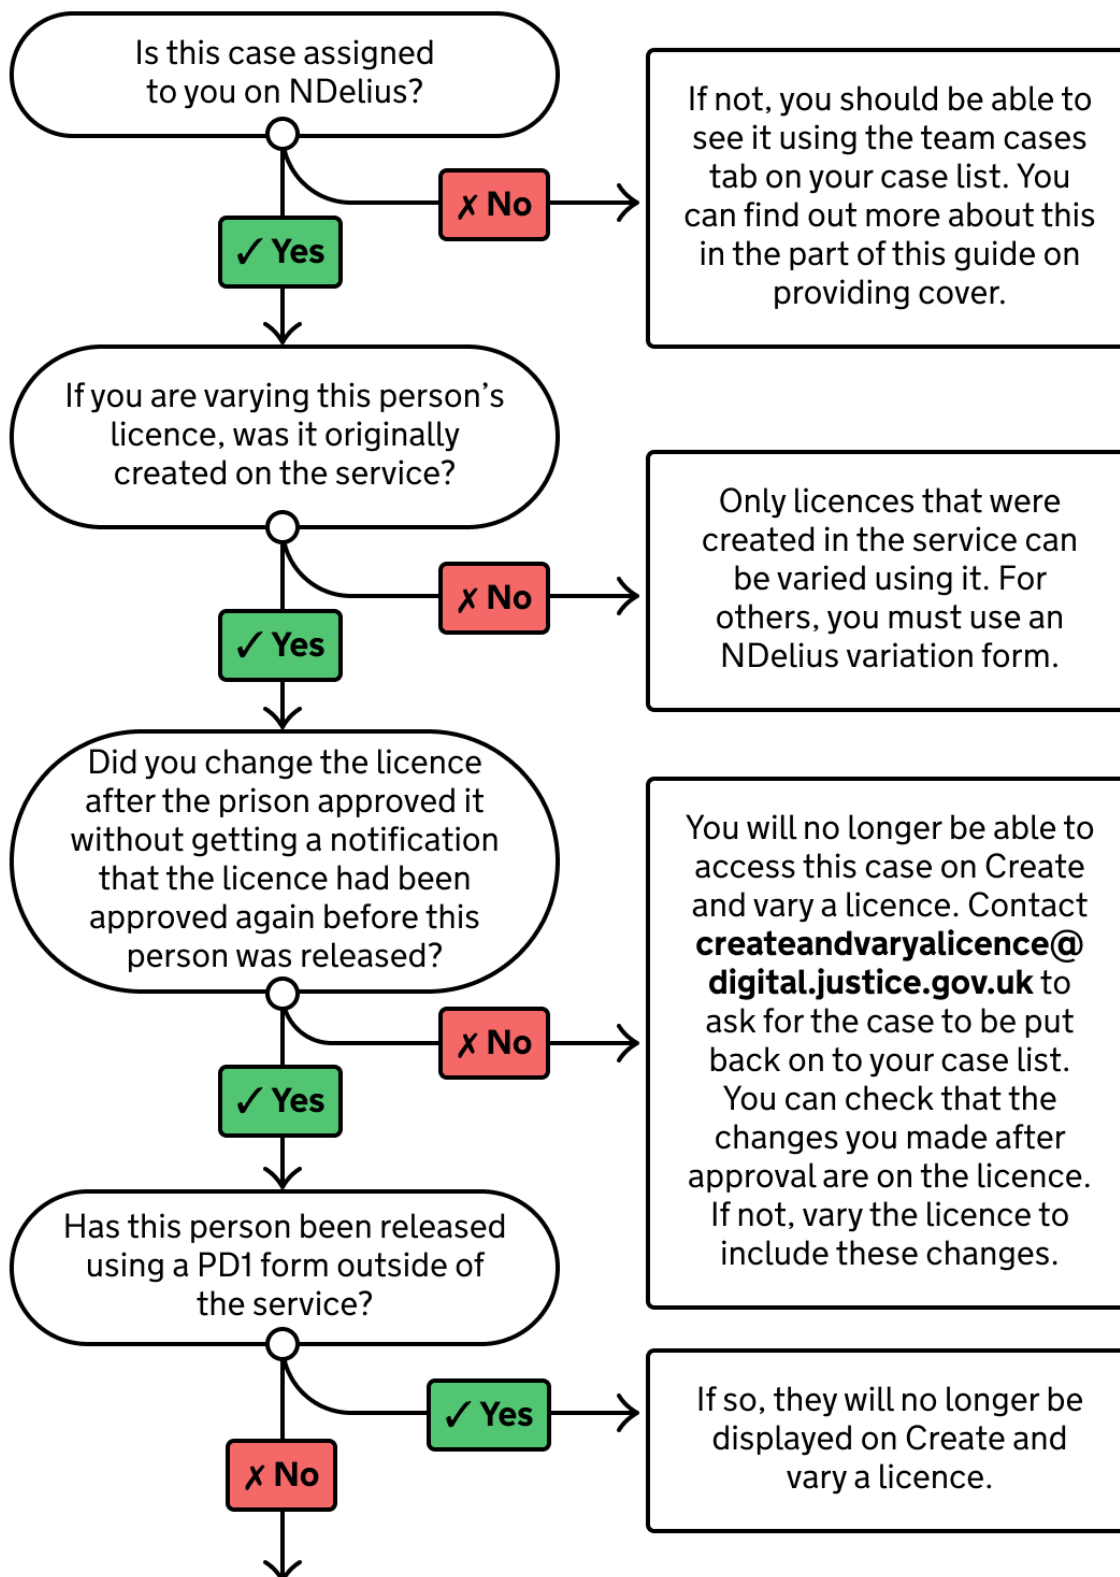 Is this case assigned
to you on NDelius?
✗ No
If not, you should be able to
see it using the team cases
tab on your case list. You
can find out more about this
in the part of this guide on
providing cover.
✓ Yes
If you are varying this person’s
licence, was it originally
created on the service?
✗ No
Only licences that were
created in the service can
be varied using it. For
others, you must use an
NDelius variation form.
✓ Yes
Did you change the licence
after the prison approved it
without getting a notification
that the licence had been
approved again before this
person was released?
✗ No
You will no longer be able to
access this case on Create
and vary a licence. Contact
createandvaryalicence@
digital.justice.gov.uk to
ask for the case to be put
back on to your case list.
You can check that the
changes you made after
approval are on the licence.
If not, vary the licence to
include these changes.
✓ Yes
Has this person been released
using a PD1 form outside of
the service?
✓ Yes
If so, they will no longer be
displayed on Create and
vary a licence.
✗ No